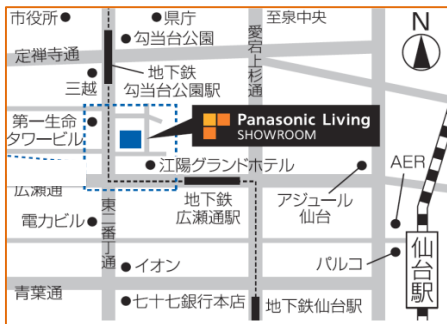 市役所
県庁
至泉中央
N
勾当台公園
定禅寺通
愛宕上杉通
三越
地下鉄
勾当台公園駅
第一生命
タワービル
Panasonic Living
SHOWROOM
江陽グランドホテル
AER
広瀬通
地下鉄
広瀬通駅
アジュール
仙台
電力ビル
東二番丁通
イオン
パルコ
仙台駅
青葉通
七十七銀行本店
地下鉄仙台駅